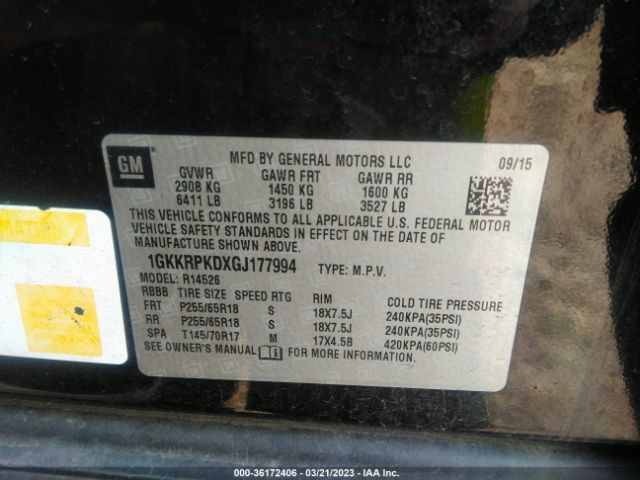 GM
MFD BY GENERAL MOTORS LLC 09/15
GVWR GAWR FRT GAWR RR
2908 KG 1450 KG 1600 KG
6411 LB 3196 LB 3527 LB
THIS VEHICLE CONFORMS TO ALL APPLICABLE U.S. FEDERAL MOTOR
VEHICLE SAFETY STANDARDS IN EFFECT ON THE DATE OF
MANUFACTURE SHOWN ABOVE.
1GKKRPKDXGJ177994 TYPE: M.P.V.
MODEL: R14526
RBBB TIRE SIZE SPEED RTG RIM COLD TIRE PRESSURE
FRT P255/65R18 S 18X7.5J 240KPA(35PSI)
RR P255/65R18 S 18X7.5J 240KPA(35PSI)
SPA T145/70R17 M 17X4.5B 420KPA(60PSI)
SEE OWNER'S MANUAL FOR MORE INFORMATION.
000-36172406 - 03/21/2023 - IAA Inc.